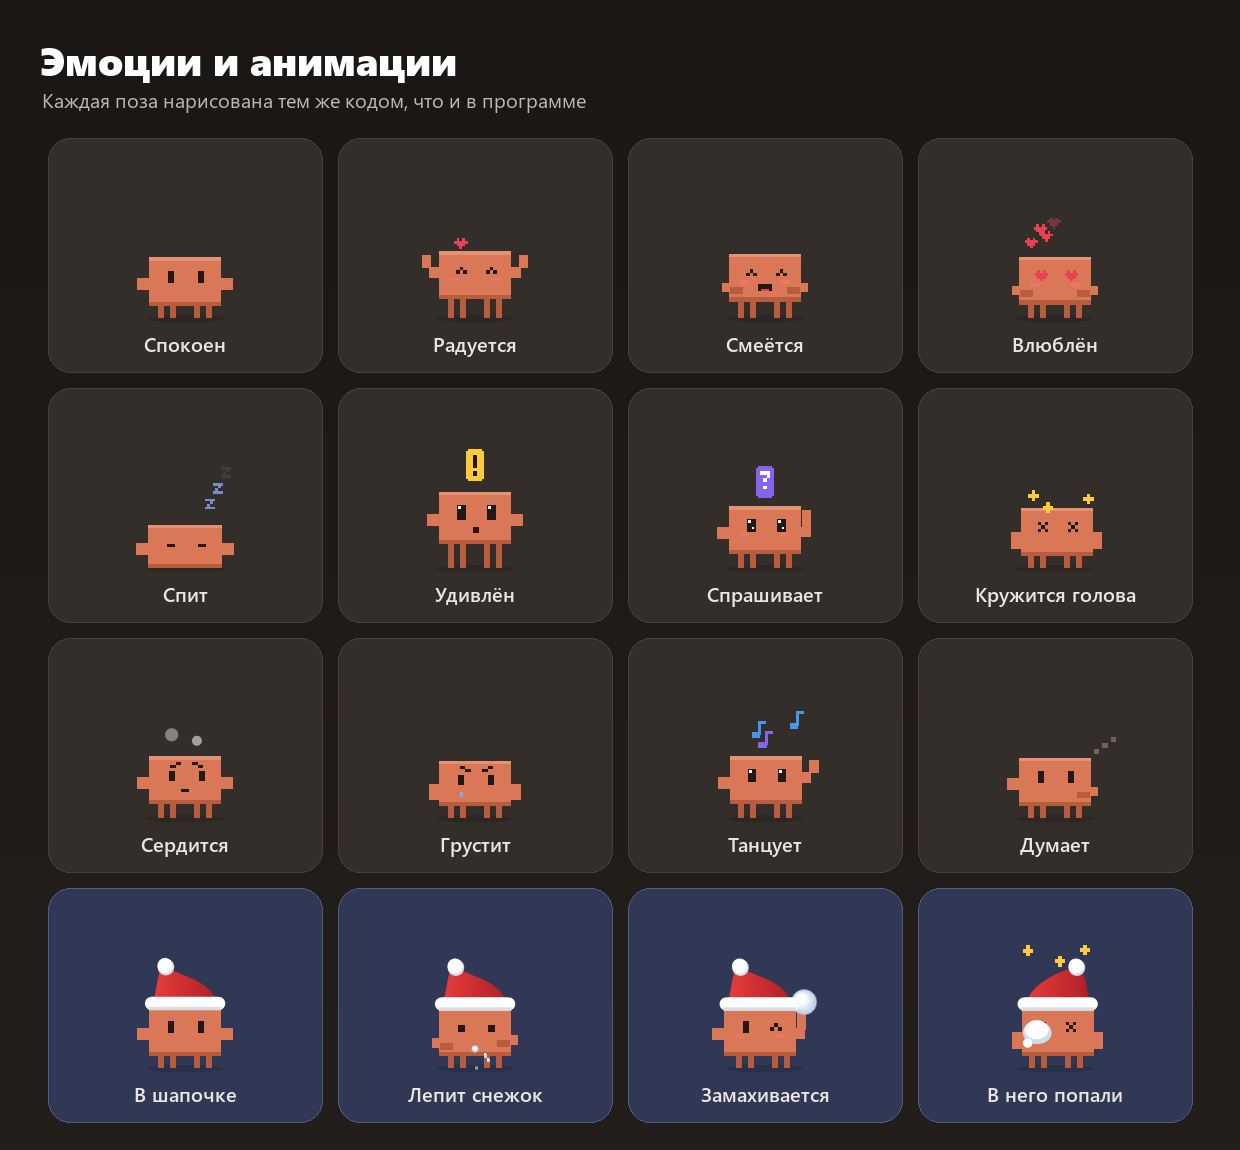 Эмоции и анимации
Каждая поза нарисована тем же кодом, что и в программе
Спокоен
Радуется
Смеётся
Влюблён
z
z
z
!
?
Спит
Удивлён
Спрашивает
Кружится голова
Сердится
Грустит
Танцует
Думает
В шапочке
Лепит снежок
Замахивается
В него попали